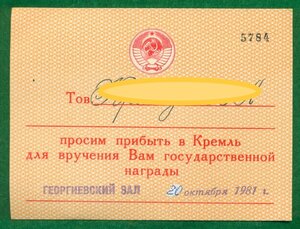 5784
Тов
просим прибыть в Кремль
для вручения Вам государственной
награды
ГЕОРГИЕВСКИЙ ЗАЛ 20 октября 1981 г.